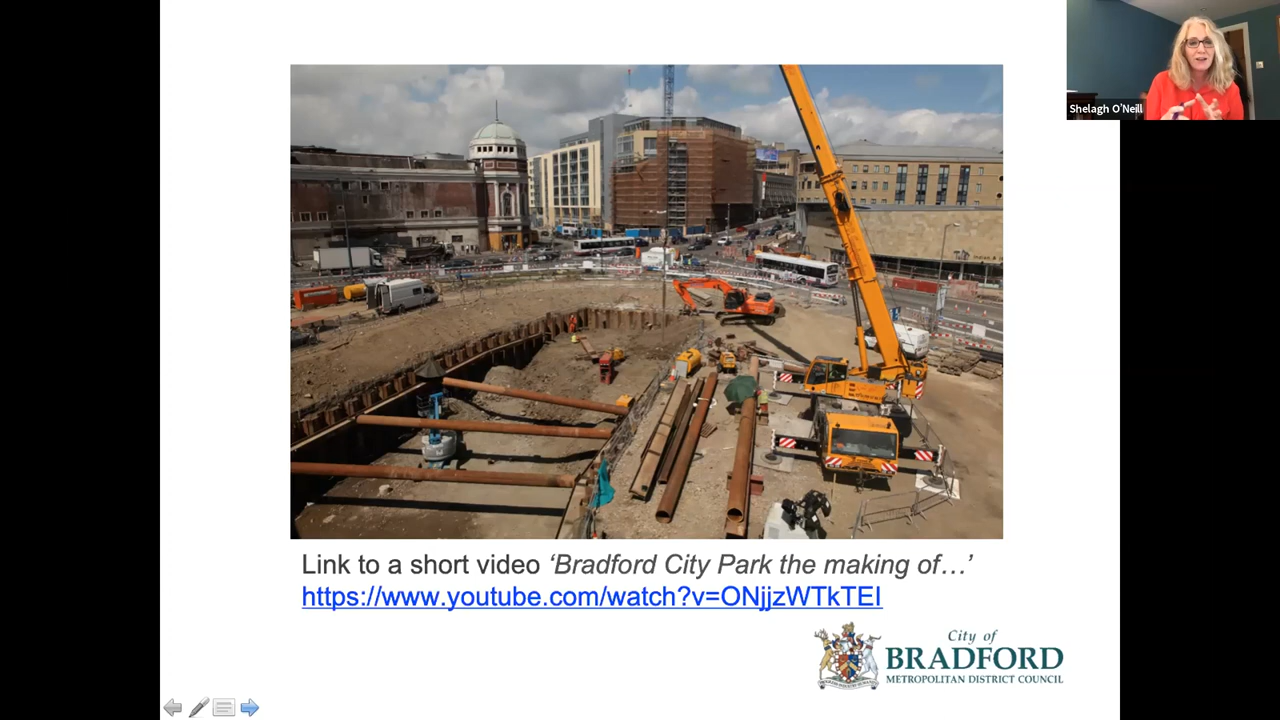 Shelagh O'Neill
Link to a short video ‘Bradford City Park the making of…’
https://www.youtube.com/watch?v=ONjjzWTkTEI
City of
BRADFORD
METROPOLITAN DISTRICT COUNCIL